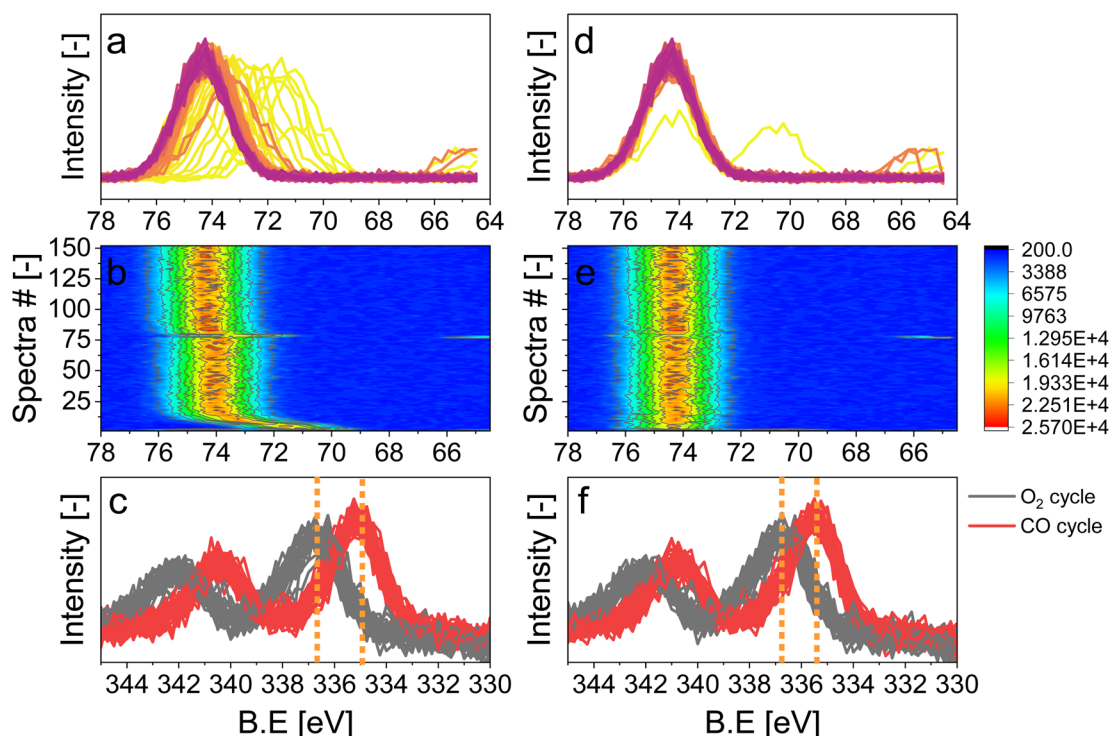 a
Intensity [-]
78 76 74 72 70 68 66 64
d
Intensity [-]
78 76 74 72 70 68 66 64
b
Spectra # [-]
150
125
100
75
50
25
78 76 74 72 70 68 66
e
Spectra # [-]
150
125
100
75
50
25
78 76 74 72 70 68 66
200.0
3388
6575
9763
1.295E+4
1.614E+4
1.933E+4
2.251E+4
2.570E+4
c
Intensity [-]
344 342 340 338 336 334 332 330
B.E [eV]
f
Intensity [-]
344 342 340 338 336 334 332 330
B.E [eV]
O2 cycle
CO cycle